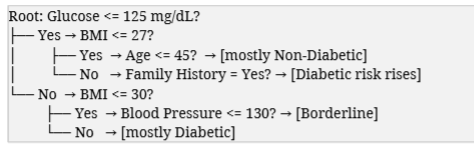 Root: Glucose <= 125 mg/dL?
├── Yes → BMI <= 27?
│       ├── Yes → Age <= 45? → [mostly Non-Diabetic]
│       └── No → Family History = Yes? → [Diabetic risk rises]
└── No → BMI <= 30?
        ├── Yes → Blood Pressure <= 130? → [Borderline]
        └── No → [mostly Diabetic]